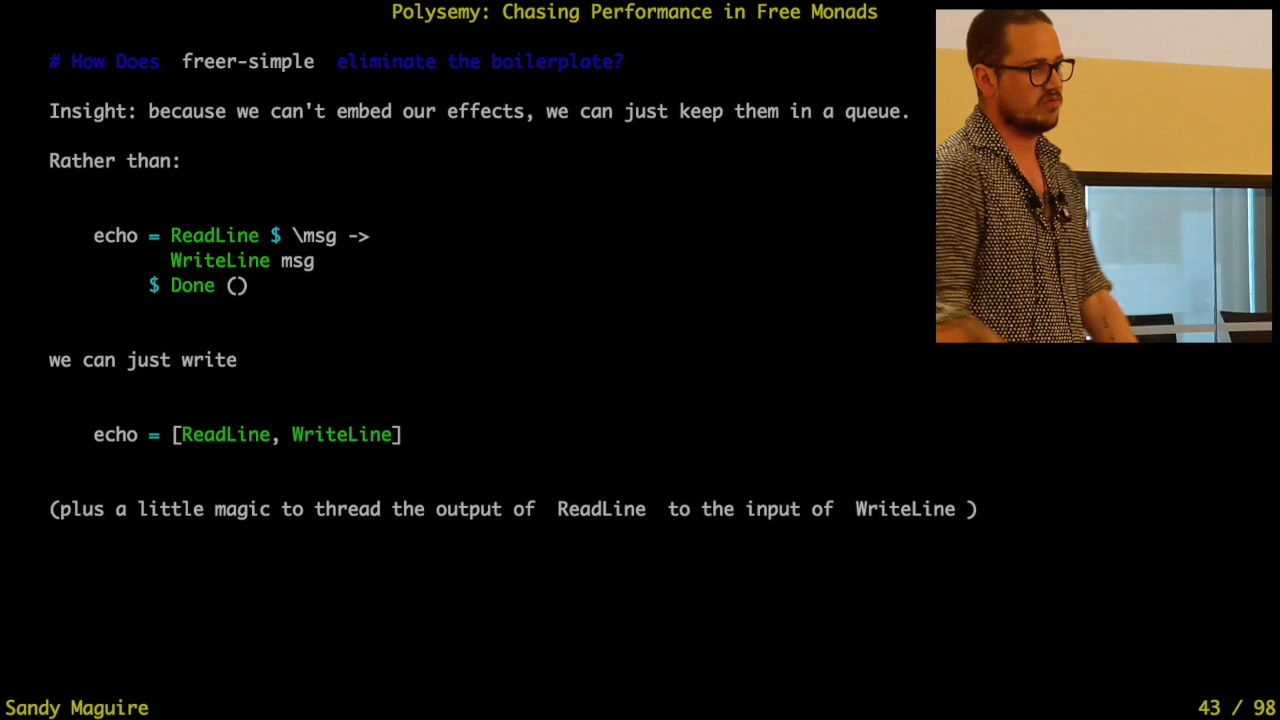 Polysemy: Chasing Performance in Free Monads
# How Does freer-simple eliminate the boilerplate?
Insight: because we can't embed our effects, we can just keep them in a queue.
Rather than:
echo = ReadLine $ \msg ->
WriteLine msg
$ Done ()
we can just write
echo = [ReadLine, WriteLine]
(plus a little magic to thread the output of ReadLine to the input of WriteLine )
Sandy Maguire
43 / 98